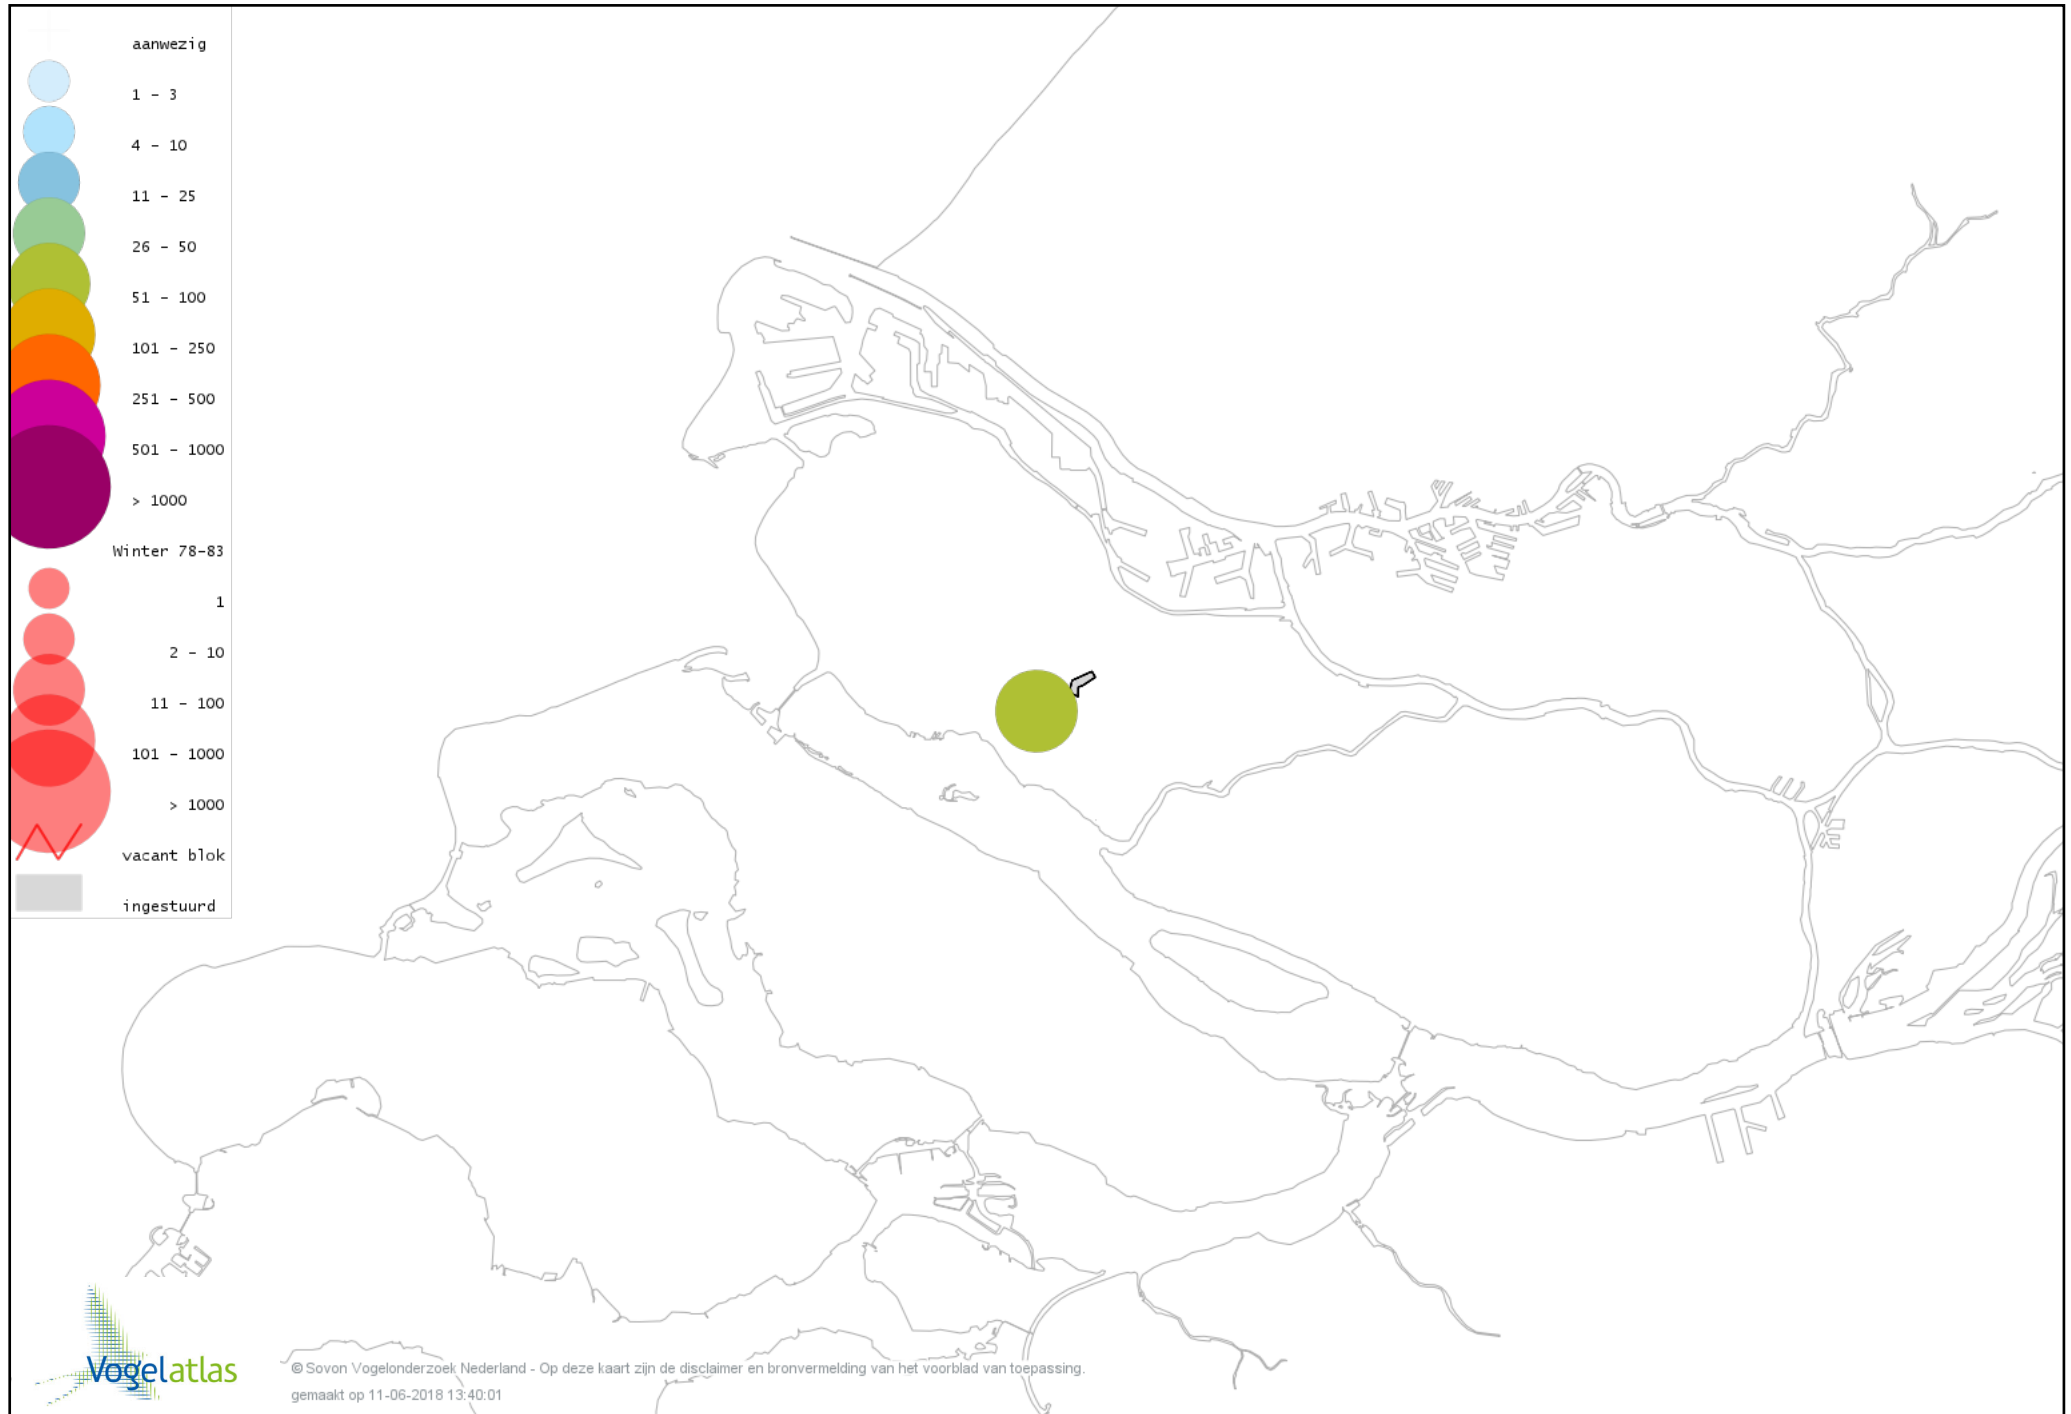 aanwezig
1 - 3
4 - 10
11 - 25
26 - 50
51 - 100
101 - 250
251 - 500
501 - 1000
> 1000
Winter 78-83
1
2 - 10
11 - 100
101 - 1000
> 1000
vacant blok
ingestuurd
Vogelatlas
© Sovon Vogelonderzoek Nederland - Op deze kaart zijn de disclaimer en bronvermelding van het voorblad van toepassing.
gemaakt op 11-06-2018 13:40:01